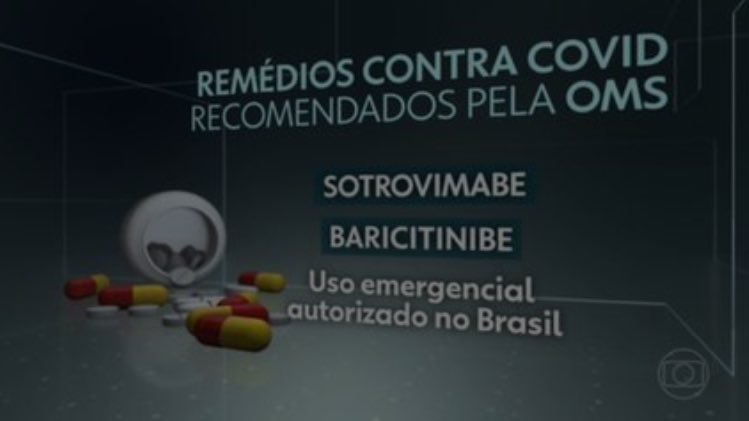 REMÉDIOS CONTRA COVID
RECOMENDADOS PELA OMS
SOTROVIMABE
BARICITINIBE
Uso emergencial
autorizado no Brasil